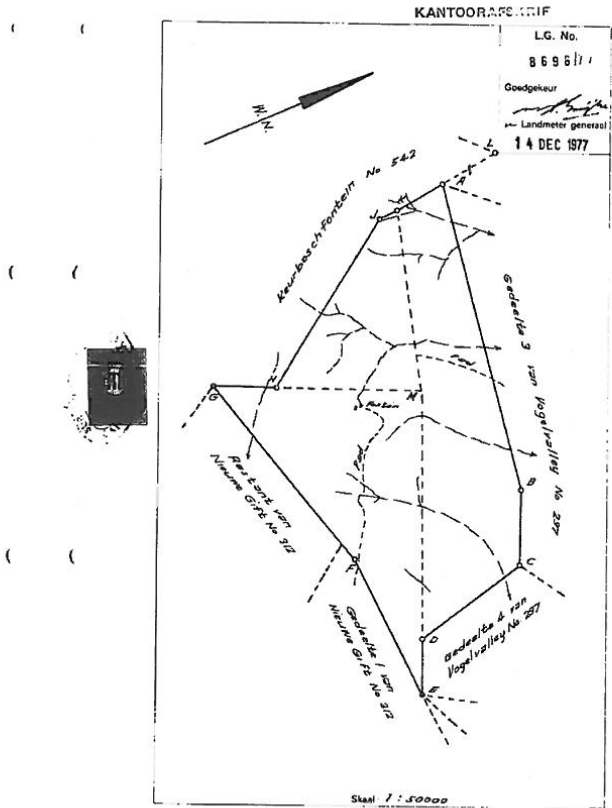 KANTOORAFSKRIF
L.G. No.
8696/77
Goedgekeur
Landmeter generaal
14 DEC 1977
W.N.
L
A
K
J
Keurboschfontein No 542
Gedeelte 3 van Vogelvalley No 297
Pad
G
H
M
Fontein
Pad
Restant van
Nieuwe Gift No 312
B
C
F
Gedeelte 1 van
Nieuwe Gift No 312
D
Gedeelte 4 van
Vogelvalley No 297
E
Skaal 1:50000